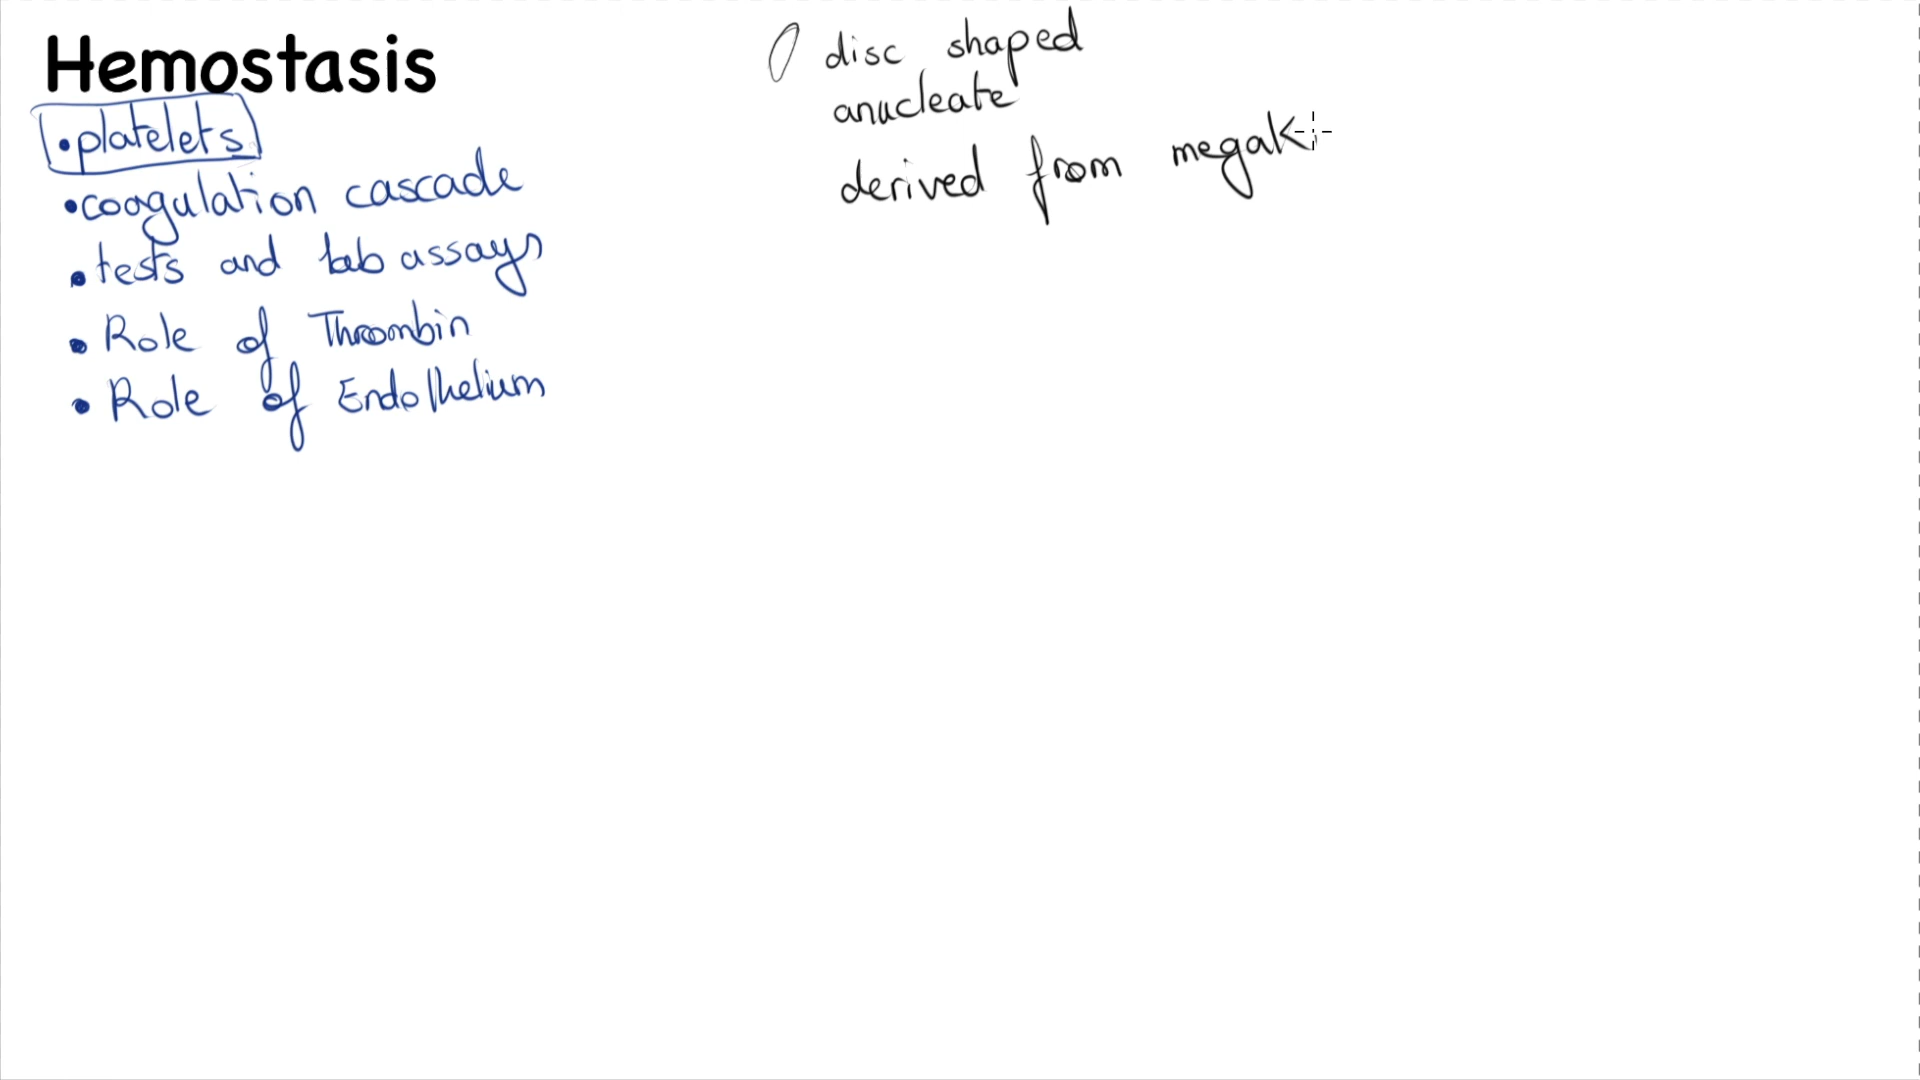 Hemostasis
•platelets
•coagulation cascade
•tests and lab assays
•Role of Thrombin
•Role of Endothelium
disc shaped
anucleate
derived from megak